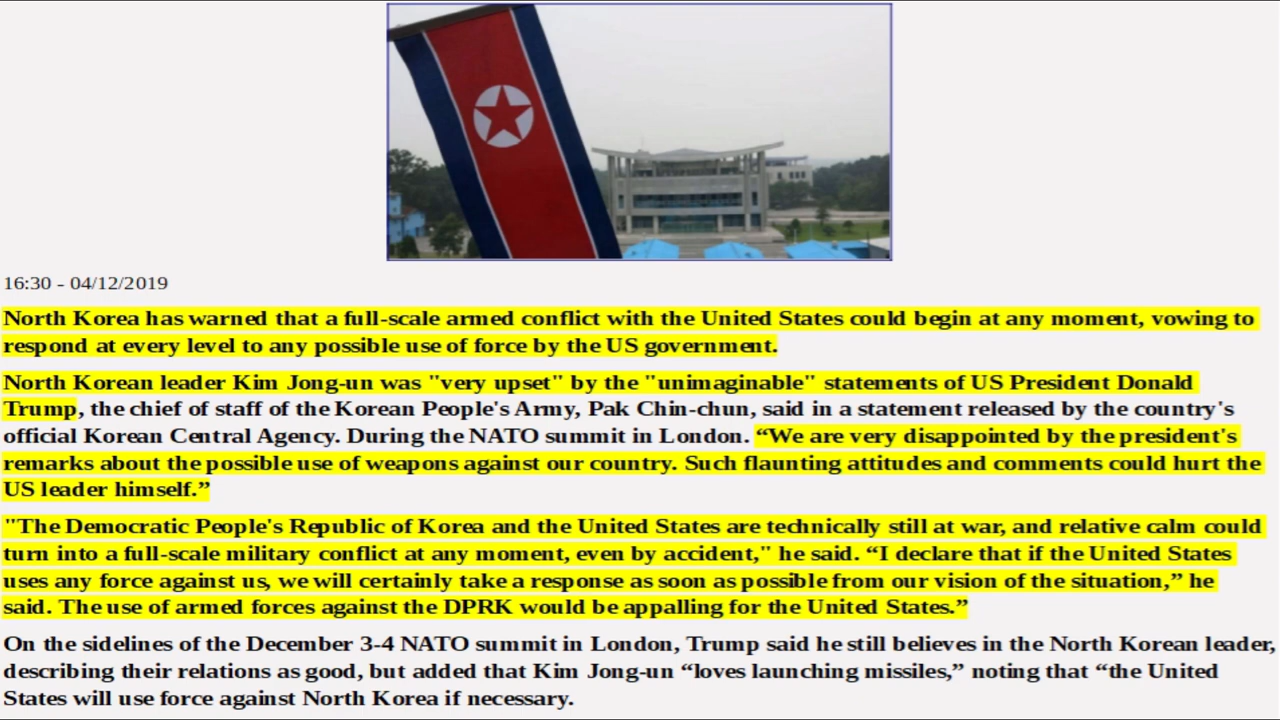 16:30 - 04/12/2019
North Korea has warned that a full-scale armed conflict with the United States could begin at any moment, vowing to
respond at every level to any possible use of force by the US government.
North Korean leader Kim Jong-un was "very upset" by the "unimaginable" statements of US President Donald
Trump, the chief of staff of the Korean People's Army, Pak Chin-chun, said in a statement released by the country's
official Korean Central Agency. During the NATO summit in London. “We are very disappointed by the president's
remarks about the possible use of weapons against our country. Such flaunting attitudes and comments could hurt the
US leader himself.”
"The Democratic People's Republic of Korea and the United States are technically still at war, and relative calm could
turn into a full-scale military conflict at any moment, even by accident," he said. “I declare that if the United States
uses any force against us, we will certainly take a response as soon as possible from our vision of the situation,” he
said. The use of armed forces against the DPRK would be appalling for the United States.”
On the sidelines of the December 3-4 NATO summit in London, Trump said he still believes in the North Korean leader,
describing their relations as good, but added that Kim Jong-un “loves launching missiles,” noting that “the United
States will use force against North Korea if necessary.